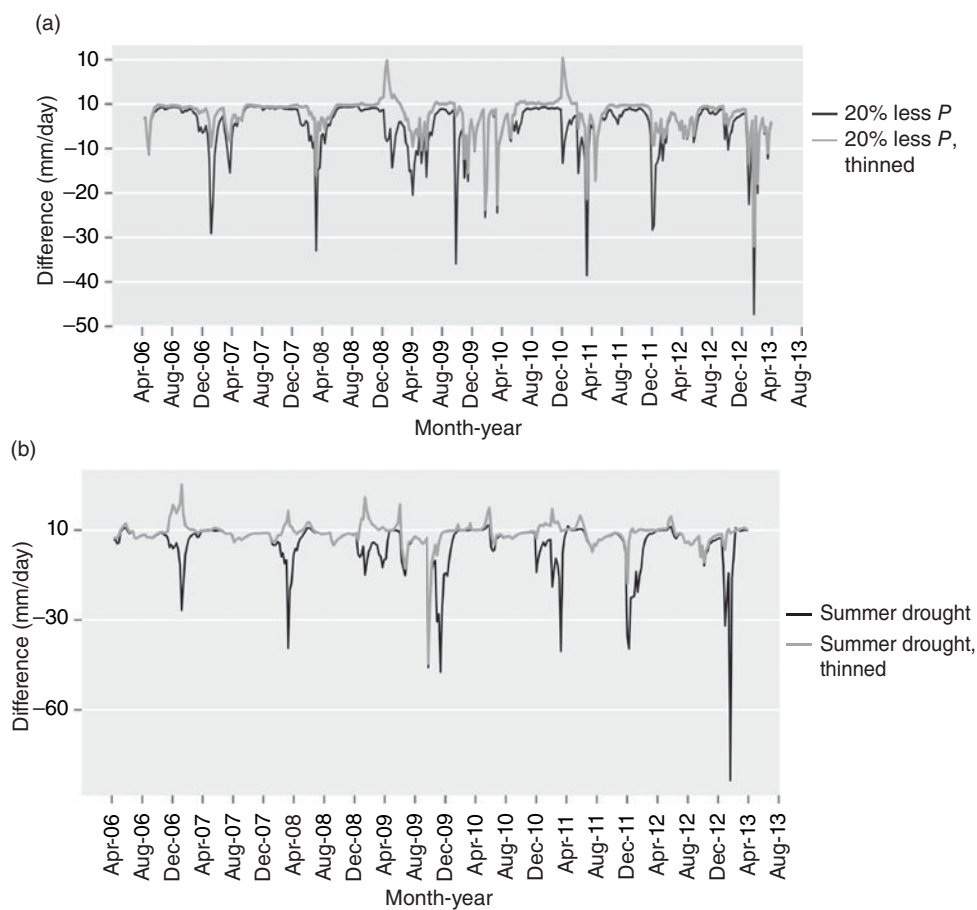 (a)
10
10
−10
−20
−30
−40
−50
Difference (mm/day)
20% less P
20% less P,
thinned
Apr-06
Aug-06
Dec-06
Apr-07
Aug-07
Dec-07
Apr-08
Aug-08
Dec-08
Apr-09
Aug-09
Dec-09
Apr-10
Aug-10
Dec-10
Apr-11
Aug-11
Dec-11
Apr-12
Aug-12
Dec-12
Apr-13
Aug-13
Month-year
(b)
10
−30
−60
Difference (mm/day)
Summer drought
Summer drought,
thinned
Apr-06
Aug-06
Dec-06
Apr-07
Aug-07
Dec-07
Apr-08
Aug-08
Dec-08
Apr-09
Aug-09
Dec-09
Apr-10
Aug-10
Dec-10
Apr-11
Aug-11
Dec-11
Apr-12
Aug-12
Dec-12
Apr-13
Aug-13
Month-year